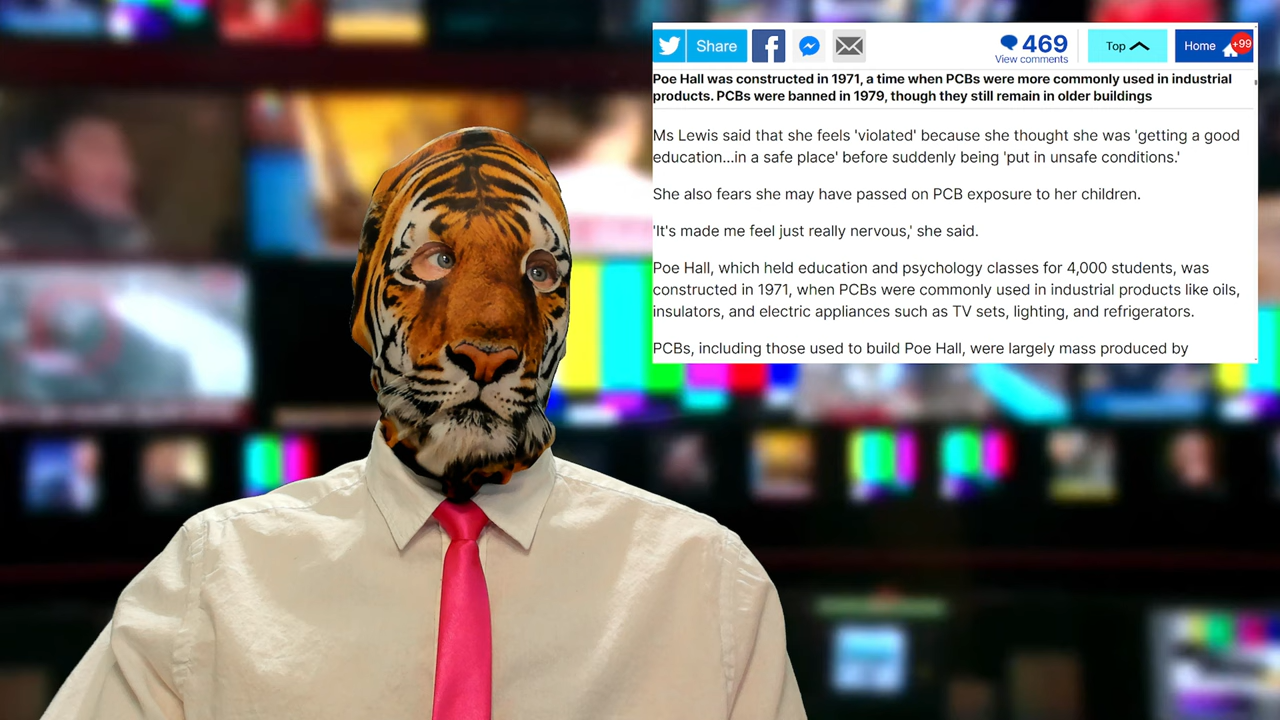 Share
469
View comments
Top
Home
+99
Poe Hall was constructed in 1971, a time when PCBs were more commonly used in industrial
products. PCBs were banned in 1979, though they still remain in older buildings
Ms Lewis said that she feels 'violated' because she thought she was 'getting a good
education...in a safe place' before suddenly being 'put in unsafe conditions.'
She also fears she may have passed on PCB exposure to her children.
'It's made me feel just really nervous,' she said.
Poe Hall, which held education and psychology classes for 4,000 students, was
constructed in 1971, when PCBs were commonly used in industrial products like oils,
insulators, and electric appliances such as TV sets, lighting, and refrigerators.
PCBs, including those used to build Poe Hall, were largely mass produced by